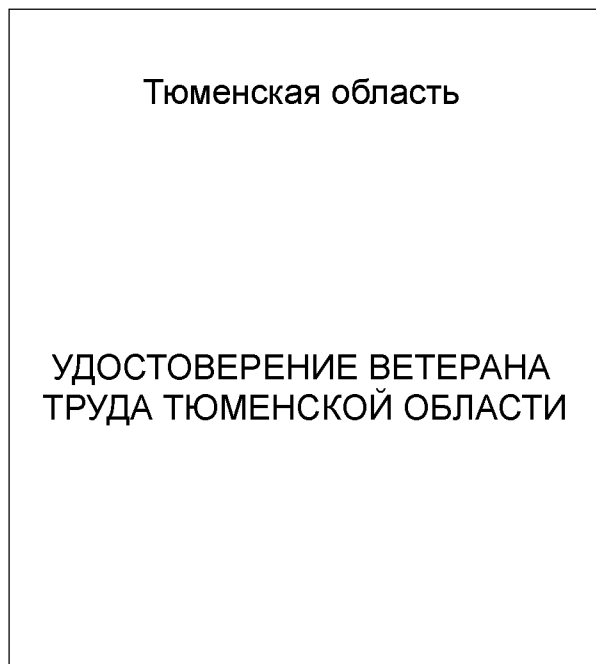 Тюменская область
УДОСТОВЕРЕНИЕ ВЕТЕРАНА
ТРУДА ТЮМЕНСКОЙ ОБЛАСТИ